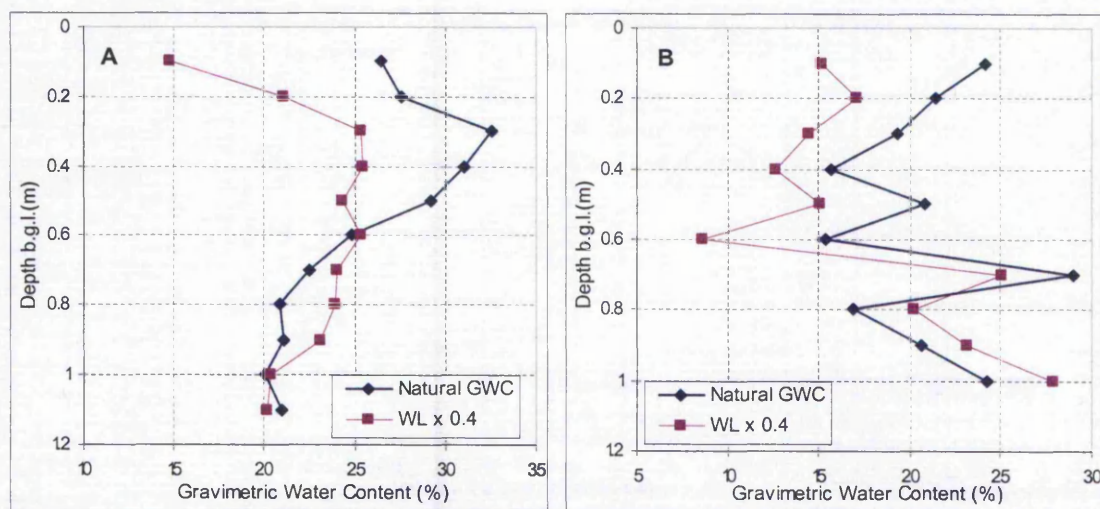 A
0
0.2
0.4
0.6
0.8
1
12
Depth b.g.l.(m)
10 15 20 25 30 35
Gravimetric Water Content (%)
Natural GWC
WL x 0.4
B
0
0.2
0.4
0.6
0.8
1
12
Depth b.g.l.(m)
5 10 15 20 25 30
Gravimetric Water Content (%)
Natural GWC
WL x 0.4